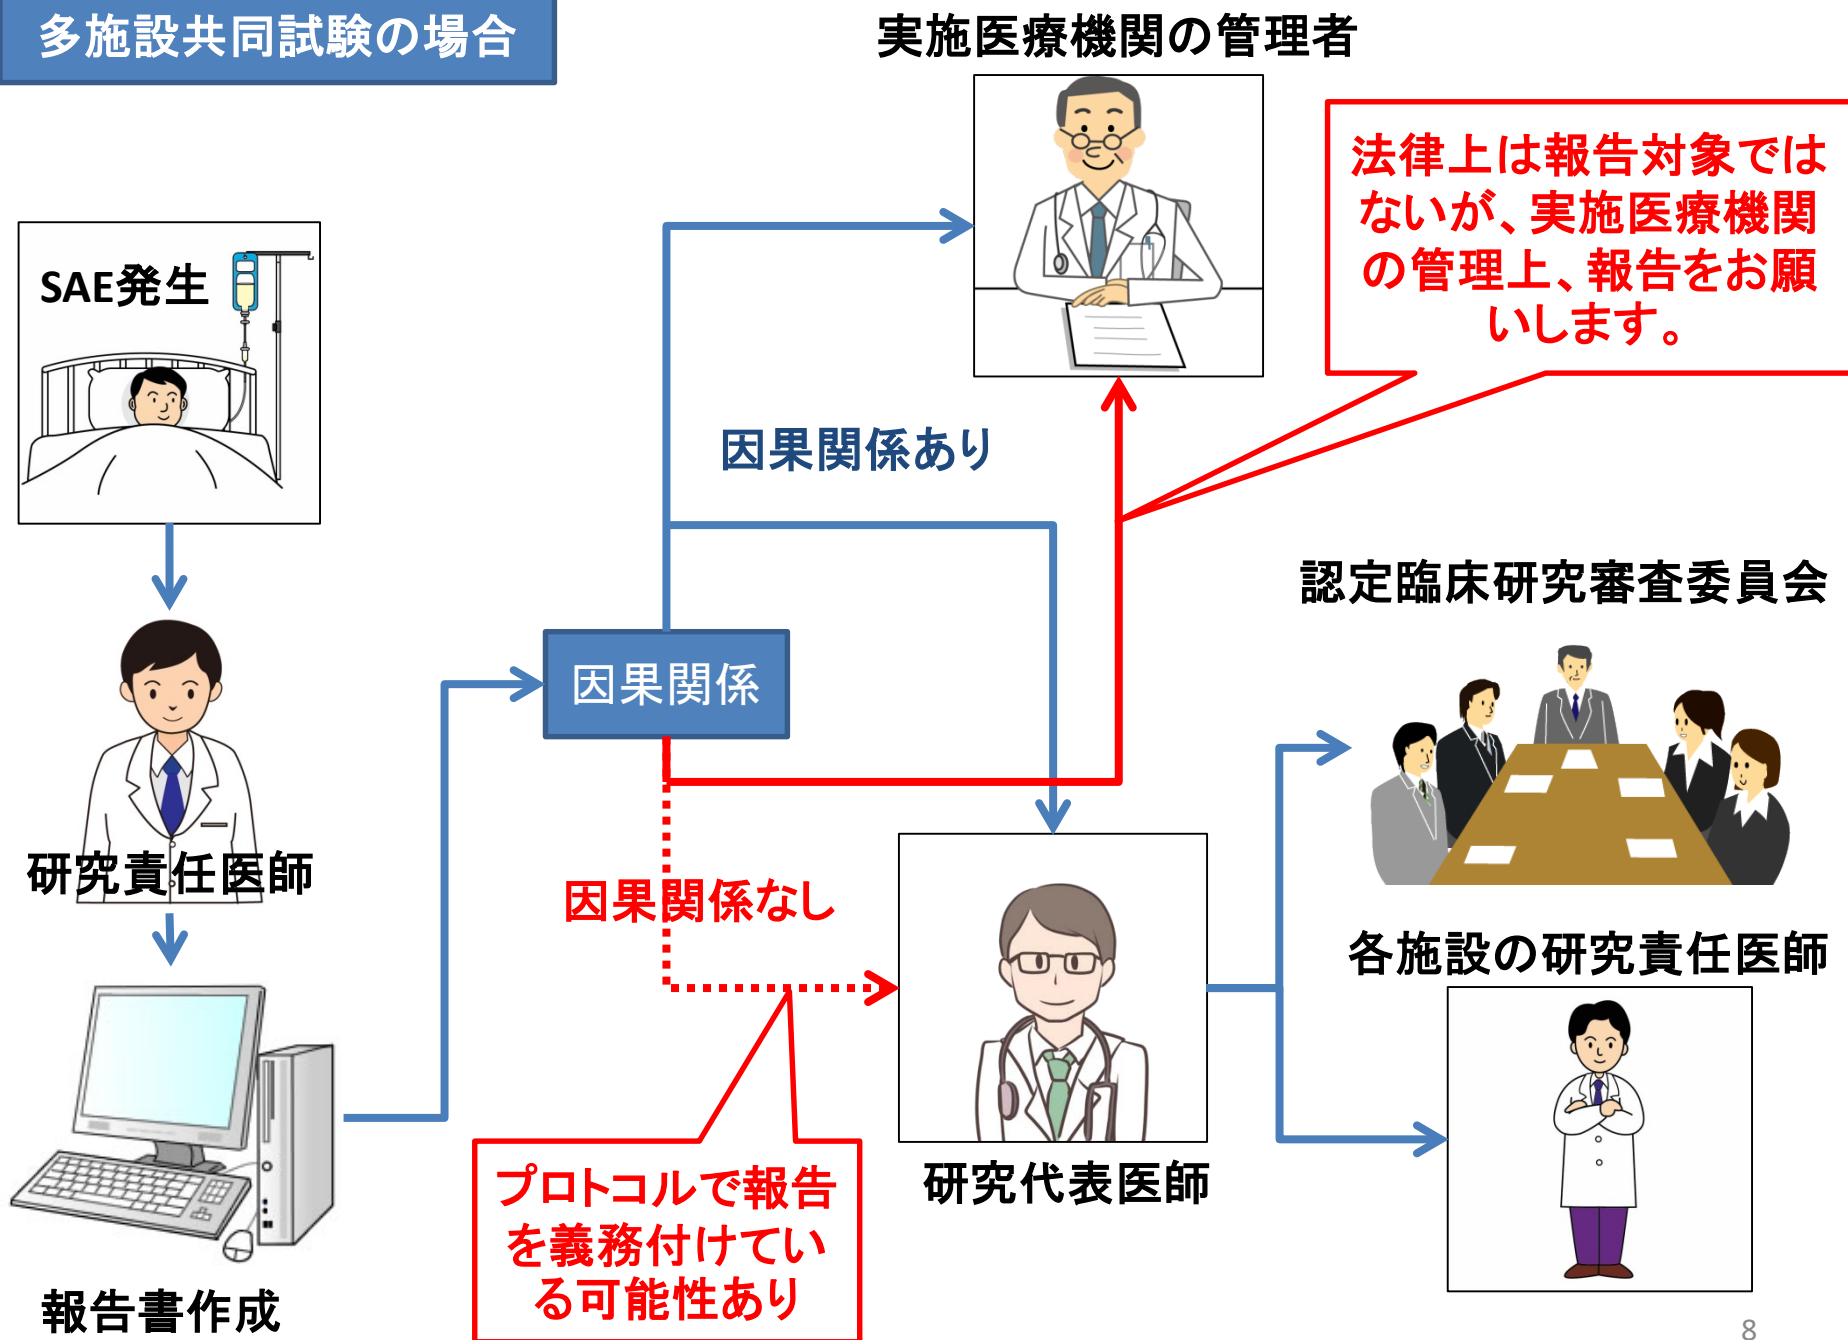 多施設共同試験の場合
実施医療機関の管理者
法律上は報告対象では
ないが、実施医療機関
の管理上、報告をお願
いします。
SAE発生
因果関係あり
認定臨床研究審査委員会
因果関係
研究責任医師
因果関係なし
各施設の研究責任医師
研究代表医師
プロトコルで報告
を義務付けてい
る可能性あり
報告書作成
8